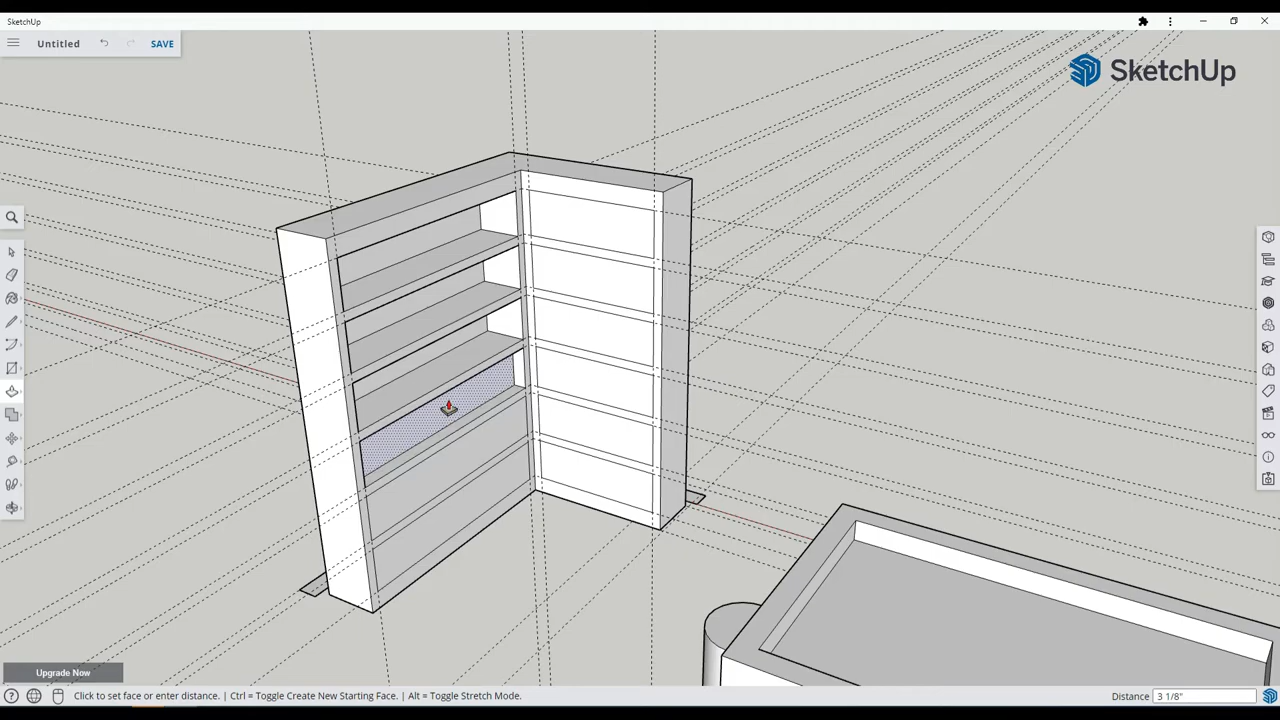 SketchUp
Untitled
SAVE
SketchUp
Upgrade Now
Click to set face or enter distance. | Ctrl = Toggle Create New Starting Face. | Alt = Toggle Stretch Mode.
Distance 3 1/8"